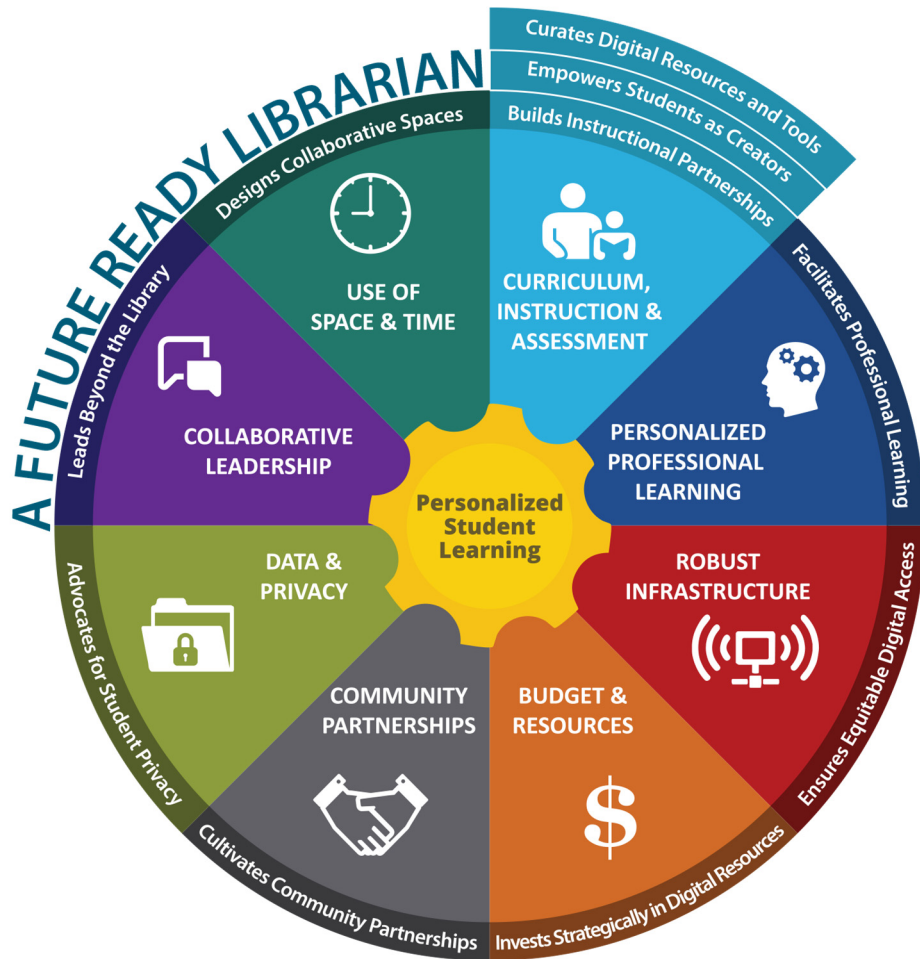 A FUTURE READY LIBRARIAN
Curates Digital Resources and Tools
Empowers Students as Creators
Builds Instructional Partnerships
CURRICULUM,
INSTRUCTION &
ASSESSMENT
Facilitates Professional Learning
PERSONALIZED
PROFESSIONAL
LEARNING
Ensures Equitable Digital Access
ROBUST
INFRASTRUCTURE
Invests Strategically in Digital Resources
BUDGET &
RESOURCES
$
Cultivates Community Partnerships
COMMUNITY
PARTNERSHIPS
Advocates for Student Privacy
DATA &
PRIVACY
Leads Beyond the Library
COLLABORATIVE
LEADERSHIP
Designs Collaborative Spaces
USE OF
SPACE & TIME
Personalized
Student
Learning